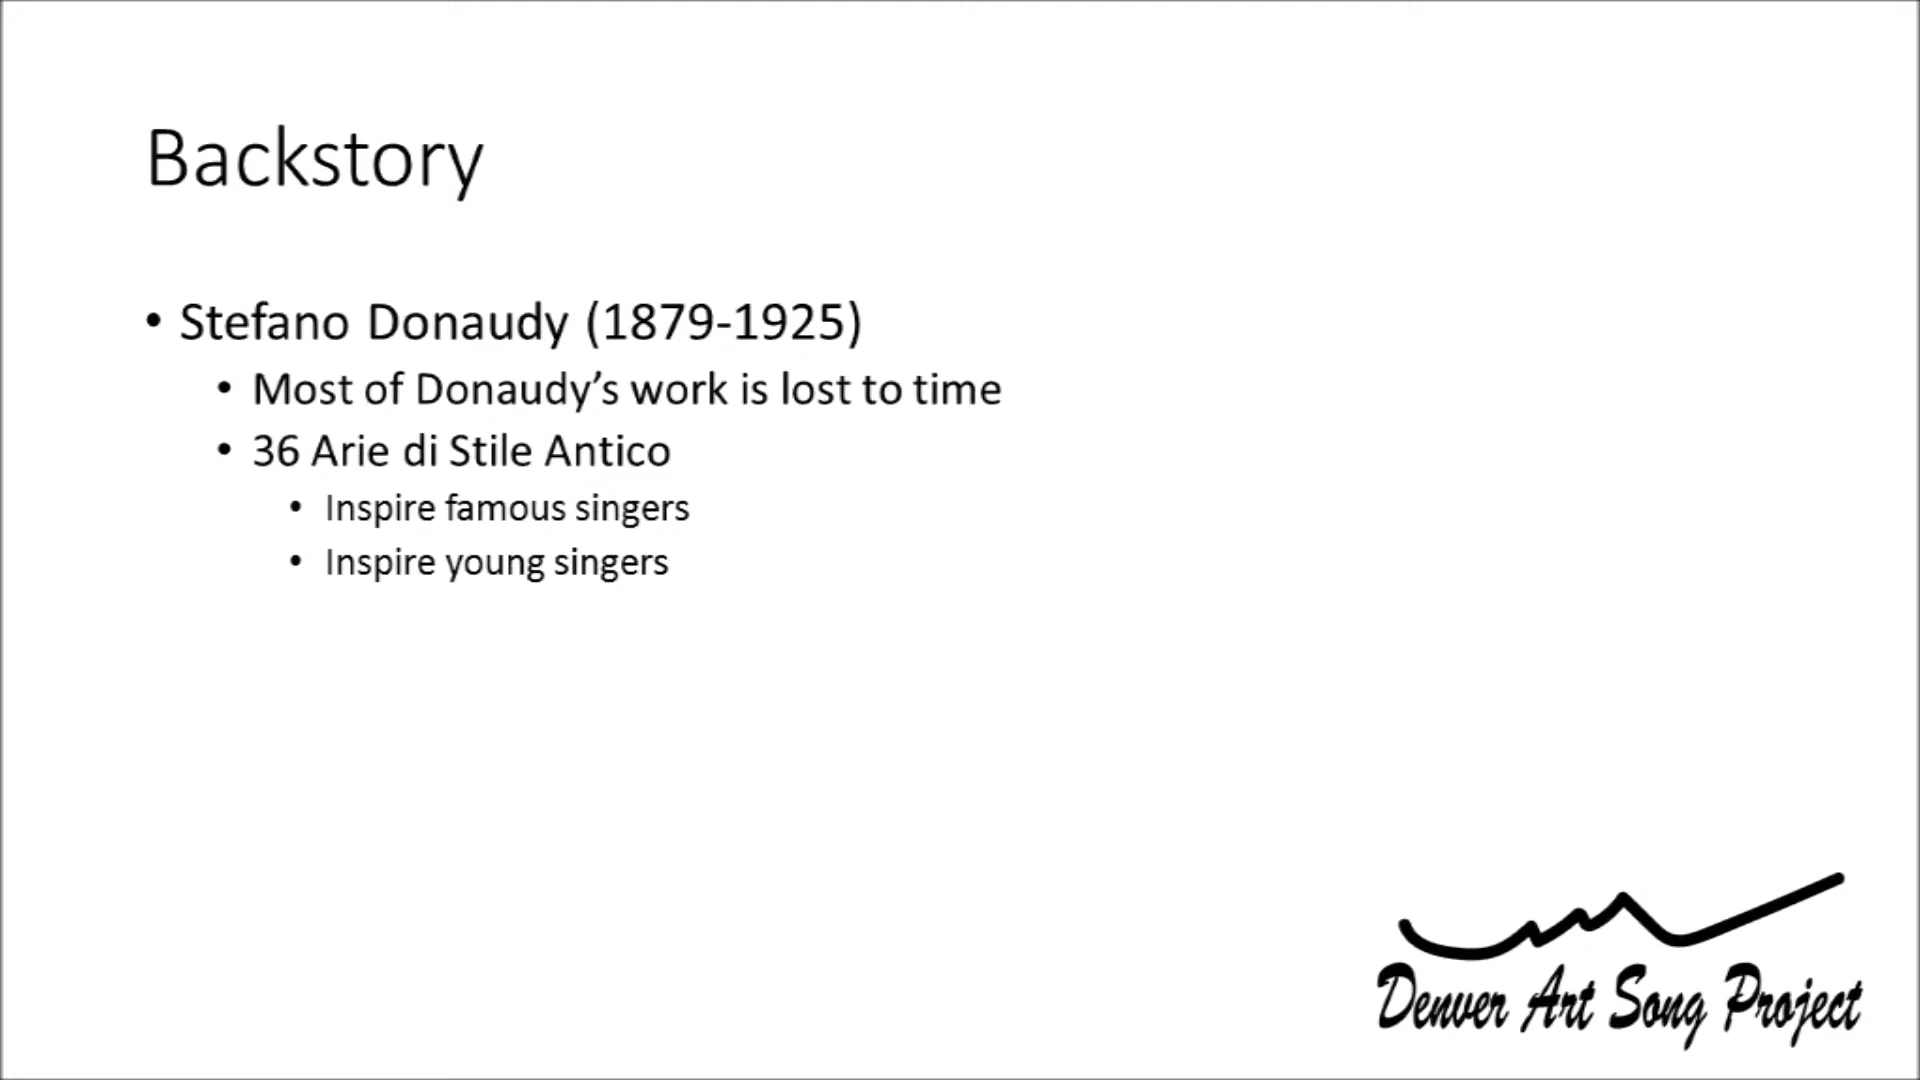 Backstory
• Stefano Donaudy (1879-1925)
• Most of Donaudy’s work is lost to time
• 36 Arie di Stile Antico
• Inspire famous singers
• Inspire young singers
Denver Art Song Project